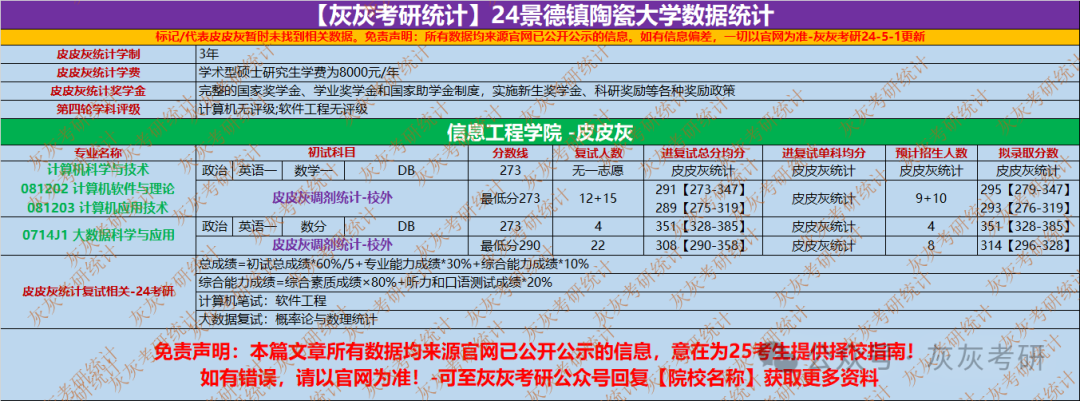 【灰灰考研统计】24景德镇陶瓷大学数据统计
标记/代表皮皮灰暂时未找到相关数据。免责声明：所有数据均来源官网已公开公示的信息。如有信息偏差，一切以官网为准-灰灰考研24-5-1更新
皮皮灰统计学制 3年
皮皮灰统计学费 学术型硕士研究生学费为8000元/年
皮皮灰统计奖学金 完整的国家奖学金、学业奖学金和国家助学金制度，实施新生奖学金、科研奖励等各种奖励政策
第四轮学科评级 计算机无评级;软件工程无评级
信息工程学院 -皮皮灰
专业名称 初试科目 分数线 复试人数 进复试总分均分 进复试单科均分 预计招生人数 拟录取分数
计算机科学与技术 政治 英语一 数学一 DB 273 无一志愿 皮皮灰统计 皮皮灰统计 皮皮灰统计 皮皮灰统计
081202 计算机软件与理论
081203 计算机应用技术
皮皮灰调剂统计-校外 最低分273 12+15 291【273-347】 皮皮灰统计 9+10 295【279-347】
289【275-319】 293【276-319】
0714J1 大数据科学与应用 政治 英语一 数分 DB 273 4 351【328-385】 皮皮灰统计 4 351【328-385】
皮皮灰调剂统计-校外 最低分290 22 308【290-358】 皮皮灰统计 8 314【296-328】
皮皮灰统计复试相关-24考研
总成绩=初试总成绩*60%/5+专业能力成绩*30%+综合能力成绩*10%
综合能力成绩=综合素质成绩×80%+听力和口语测试成绩*20%
计算机笔试：软件工程
大数据复试：概率论与数理统计
免责声明：本篇文章所有数据均来源官网已公开公示的信息，意在为25考生提供择校指南！
如有错误，请以官网为准！-可至灰灰考研公众号回复【院校名称】获取更多资料
公众号 灰灰考研
灰灰考研统计